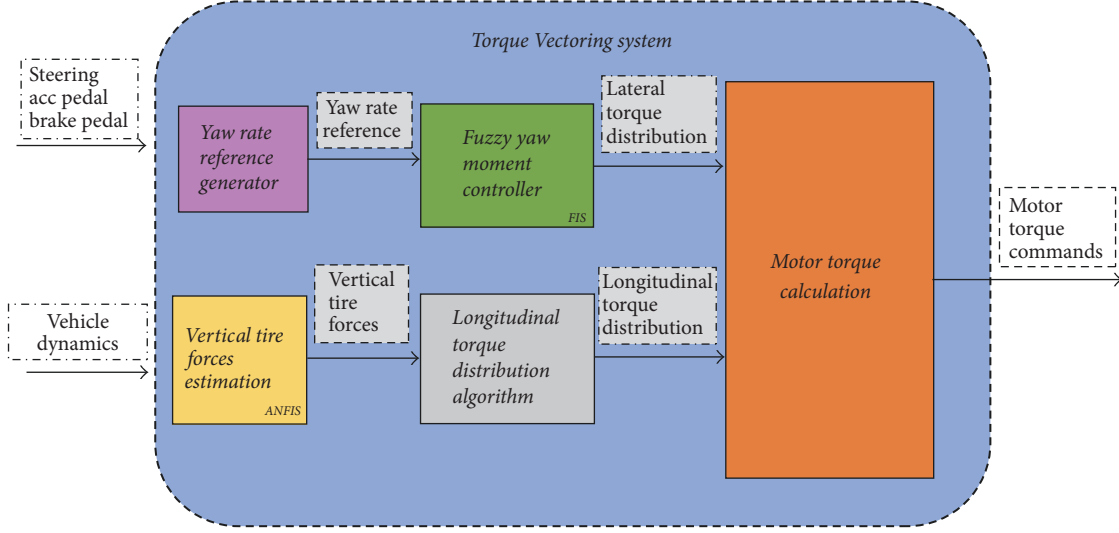 Torque Vectoring system
Steering
acc pedal
brake pedal
Yaw rate
reference
generator
Yaw rate
reference
Fuzzy yaw
moment
controller
FIS
Lateral
torque
distribution
Motor torque
calculation
Motor
torque
commands
Vehicle
dynamics
Vertical tire
forces
estimation
ANFIS
Vertical
tire
forces
Longitudinal
torque
distribution
algorithm
Longitudinal
torque
distribution